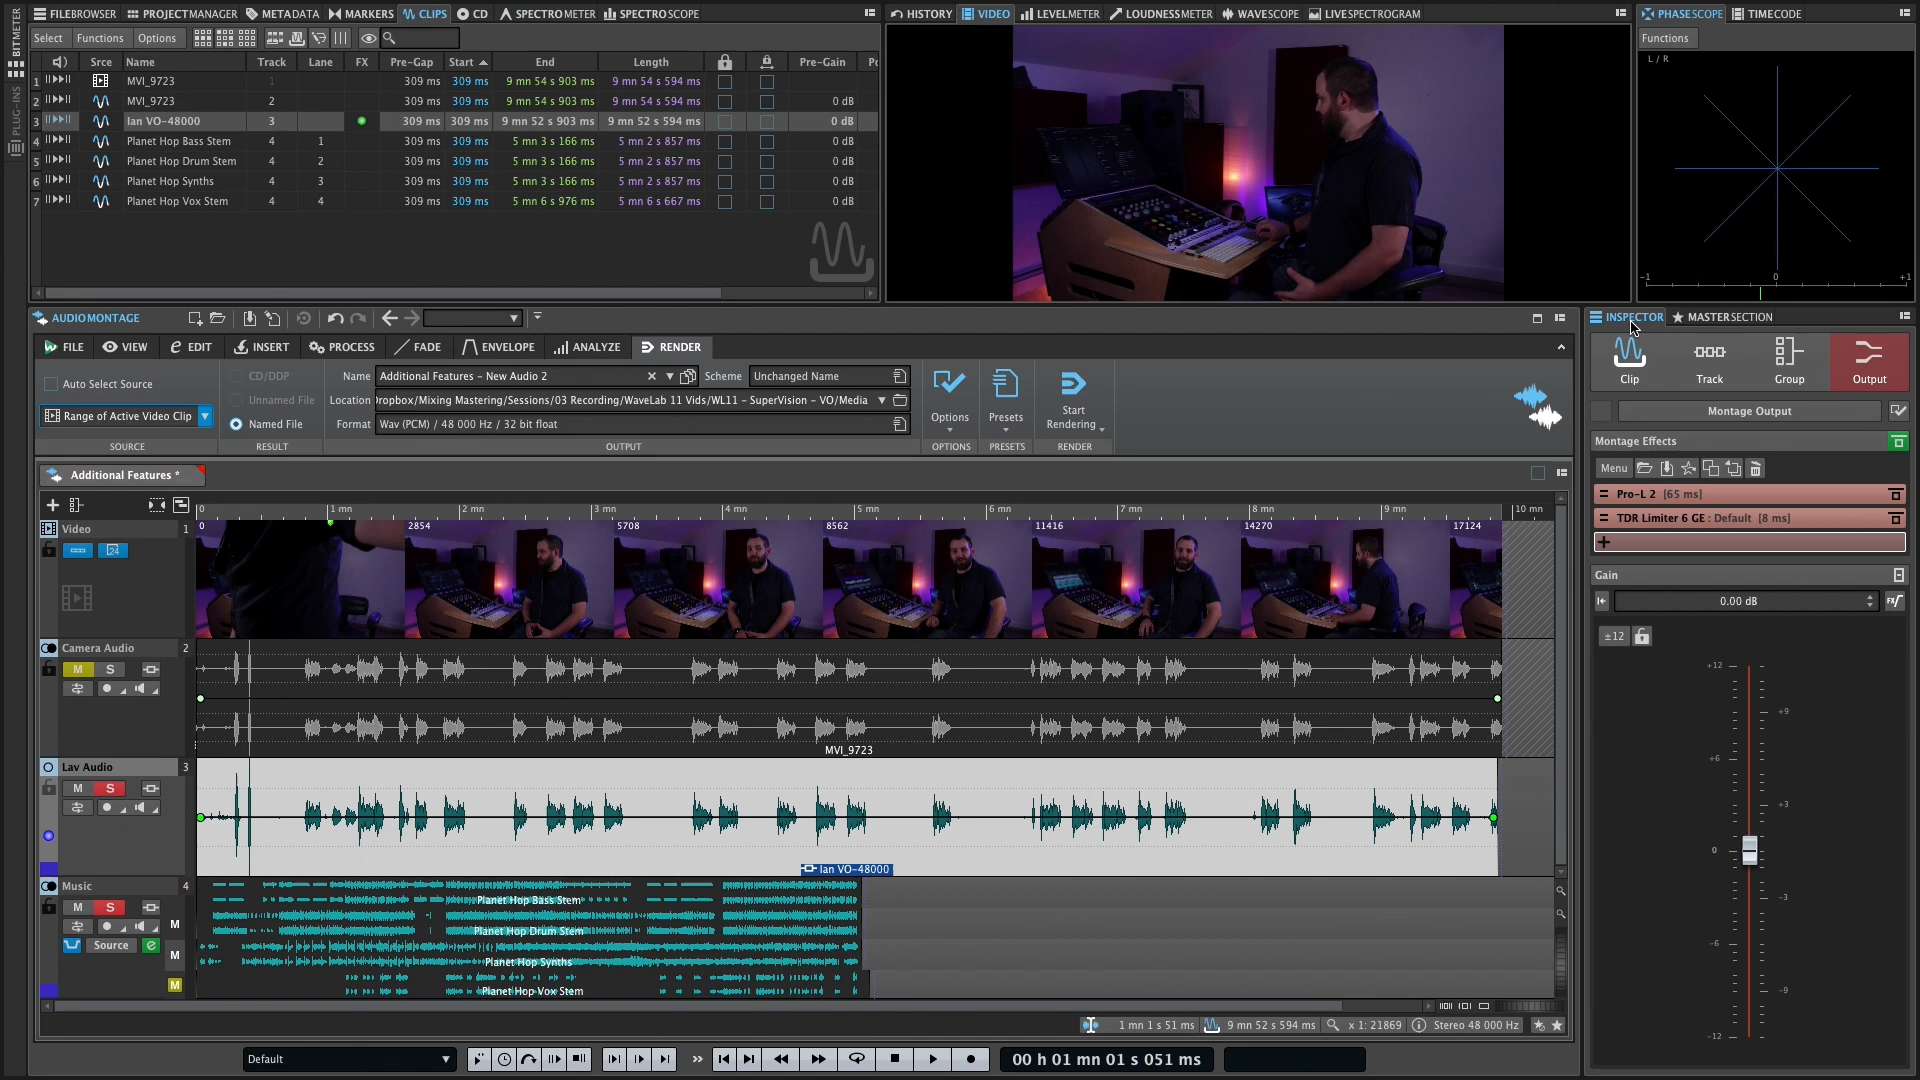 BITMETER
PLUG-INS
FILEBROWSER PROJECTMANAGER METADATA MARKERS CLIPS CD SPECTROMETER SPECTROSCOPE
Select Functions Options
Srce Name Track Lane FX Pre-Gap Start End Length Pre-Gain Po
1 MVI_9723 1 309 ms 309 ms 9 mn 54 s 903 ms 9 mn 54 s 594 ms
2 MVI_9723 2 309 ms 309 ms 9 mn 54 s 903 ms 9 mn 54 s 594 ms 0 dB
3 Ian VO-48000 3 309 ms 309 ms 9 mn 52 s 903 ms 9 mn 52 s 594 ms 0 dB
4 Planet Hop Bass Stem 4 1 309 ms 309 ms 5 mn 3 s 166 ms 5 mn 2 s 857 ms 0 dB
5 Planet Hop Drum Stem 4 2 309 ms 309 ms 5 mn 3 s 166 ms 5 mn 2 s 857 ms 0 dB
6 Planet Hop Synths 4 3 309 ms 309 ms 5 mn 3 s 166 ms 5 mn 2 s 857 ms 0 dB
7 Planet Hop Vox Stem 4 4 309 ms 309 ms 5 mn 6 s 976 ms 5 mn 6 s 667 ms 0 dB
HISTORY VIDEO LEVELMETER LOUDNESSMETER WAVESCOPE LIVESPECTROGRAM
PHASESCOPE TIMECODE
Functions
L / R
-1 0 +1
AUDIOMONTAGE
FILE VIEW EDIT INSERT PROCESS FADE ENVELOPE ANALYZE RENDER
Auto Select Source
Range of Active Video Clip
SOURCE
CD/DDP
Unnamed File
Named File
RESULT
Name Additional Features - New Audio 2 Scheme Unchanged Name
Location ropbox/Mixing Mastering/Sessions/03 Recording/WaveLab 11 Vids/WL11 - SuperVision - VO/Media
Format Wav (PCM) / 48 000 Hz / 32 bit float
OUTPUT
Options
OPTIONS
Presets
PRESETS
Start
Rendering
RENDER
Additional Features *
0 1 mn 2 mn 3 mn 4 mn 5 mn 6 mn 7 mn 8 mn 9 mn 10 mn
Video 1
24
0 2854 5708 8562 11416 14270 17124
Camera Audio 2
M S
MVI_9723
Lav Audio 3
M S
Ian VO-48000
Music 4
M S
M
Source
M
M
Planet Hop Bass Stem
Planet Hop Drum Stem
Planet Hop Synths
Planet Hop Vox Stem
1 mn 1 s 51 ms 9 mn 52 s 594 ms x 1: 21869 Stereo 48 000 Hz
Default
00 h 01 mn 01 s 051 ms
INSPECTOR MASTERSECTION
Clip Track Group Output
Montage Output
Montage Effects
Menu
Pro-L 2 [65 ms]
TDR Limiter 6 GE : Default [8 ms]
+
Gain
0.00 dB
FX
±12
+12
+9
+6
+3
0
-3
-6
-9
-12